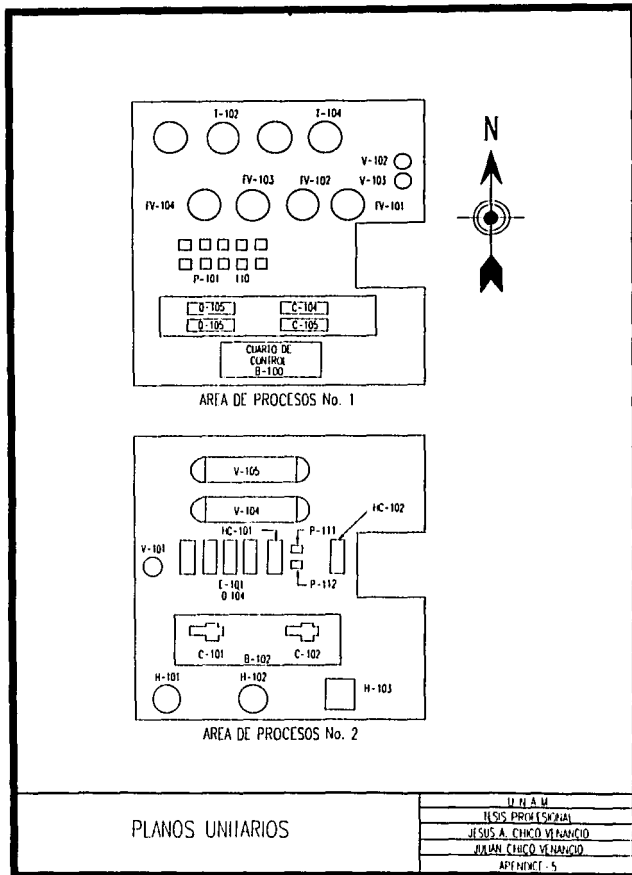 T-102
T-104
N
V-102
V-103
FV-103
FV-102
FV-104
FV-101
P-101 110
D-105
C-104
D-105
C-105
CUARTO DE
CONTROL
B-100
AREA DE PROCESOS No. 1
V-105
V-104
HC-102
HC-101
P-111
V-101
P-112
E-101
D 104
C-101
B-102
C-102
H-101
H-102
H-103
AREA DE PROCESOS No. 2
PLANOS UNITARIOS
U N A M
TESIS PROFESIONAL
JESUS A. CHICO VENANCIO
JULIAN CHICO VENANCIO
APENDICE - 5